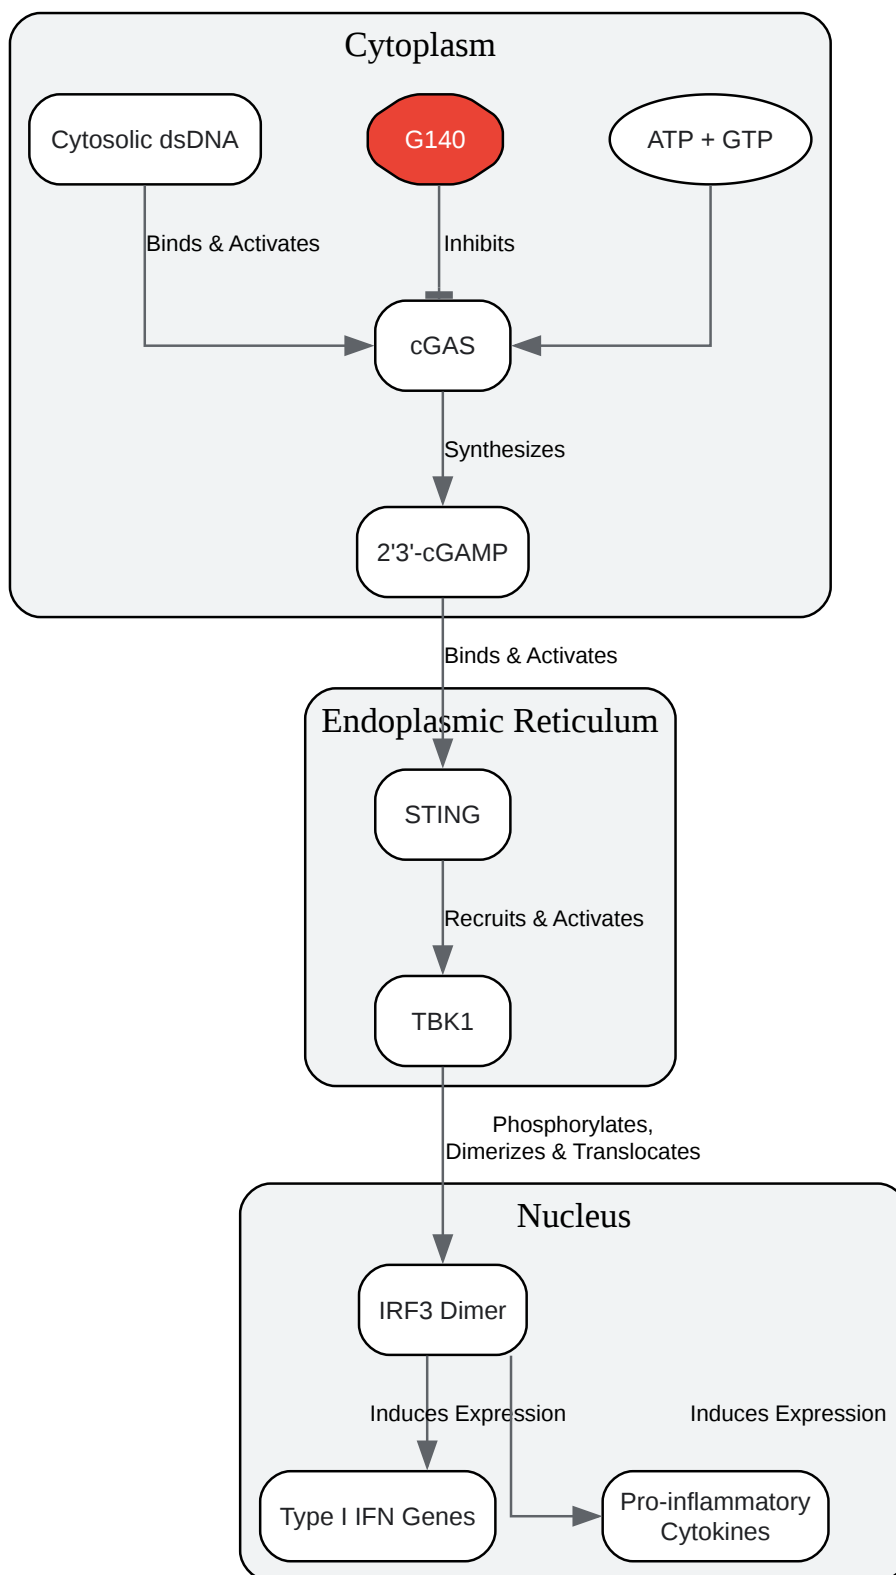 Cytoplasm
Cytosolic dsDNA
G140
ATP + GTP
Binds & Activates
Inhibits
cGAS
Synthesizes
2'3'-cGAMP
Binds & Activates
Endoplasmic Reticulum
STING
Recruits & Activates
TBK1
Phosphorylates,
Dimerizes & Translocates
Nucleus
IRF3 Dimer
Induces Expression
Induces Expression
Type I IFN Genes
Pro-inflammatory
Cytokines